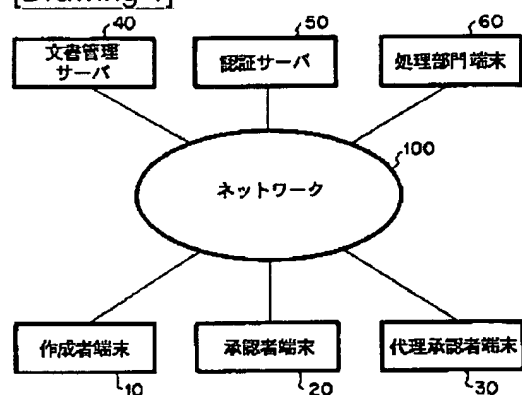 40
50
60
文書管理
サーバ
認証サーバ
処理部門端末
100
ネットワーク
作成者端末
承認者端末
代理承認者端末
10
20
30